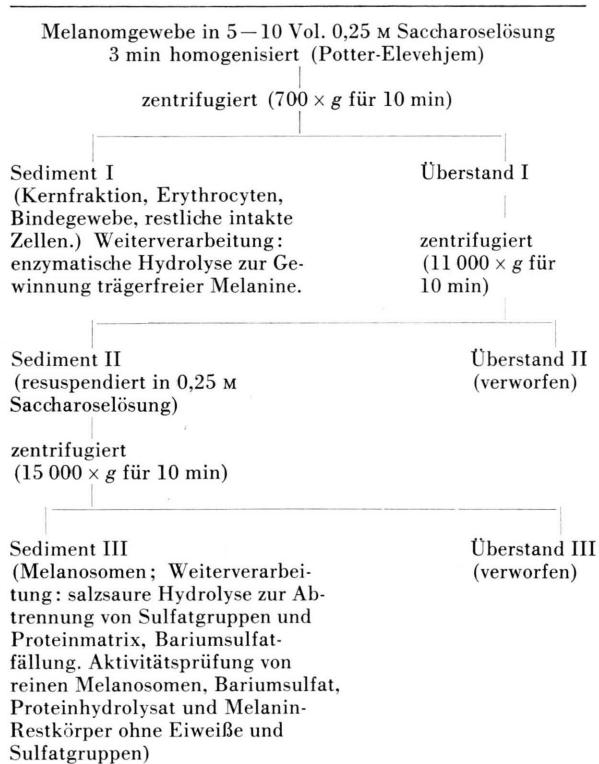 Melanomgewebe in 5—10 Vol. 0,25 M Saccharoselösung
3 min homogenisiert (Potter-Elevehjem)
zentrifugiert (700 × g für 10 min)
Sediment I
(Kernfraktion, Erythrocyten,
Bindegewebe, restliche intakte
Zellen.) Weiterverarbeitung:
enzymatische Hydrolyse zur Ge-
winnung trägerfreier Melanine.
Überstand I
zentrifugiert
(11 000 × g für
10 min)
Sediment II
(resuspendiert in 0,25 M
Saccharoselösung)
Überstand II
(verworfen)
zentrifugiert
(15 000 × g für 10 min)
Sediment III
(Melanosomen; Weiterverarbei-
tung: salzsaure Hydrolyse zur Ab-
trennung von Sulfatgruppen und
Proteinmatrix, Bariumsulfat-
fällung. Aktivitätsprüfung von
reinen Melanosomen, Bariumsulfat,
Proteinhydrolysat und Melanin-
Restkörper ohne Eiweiße und
Sulfatgruppen)
Überstand III
(verworfen)